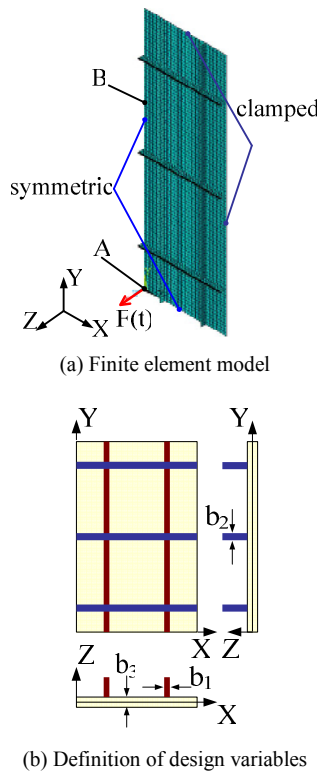 B
clamped
symmetric
A
Y
Z
X
F(t)
(a) Finite element model
Y
Y
b2
X
Z
Z
b3
b1
X
(b) Definition of design variables